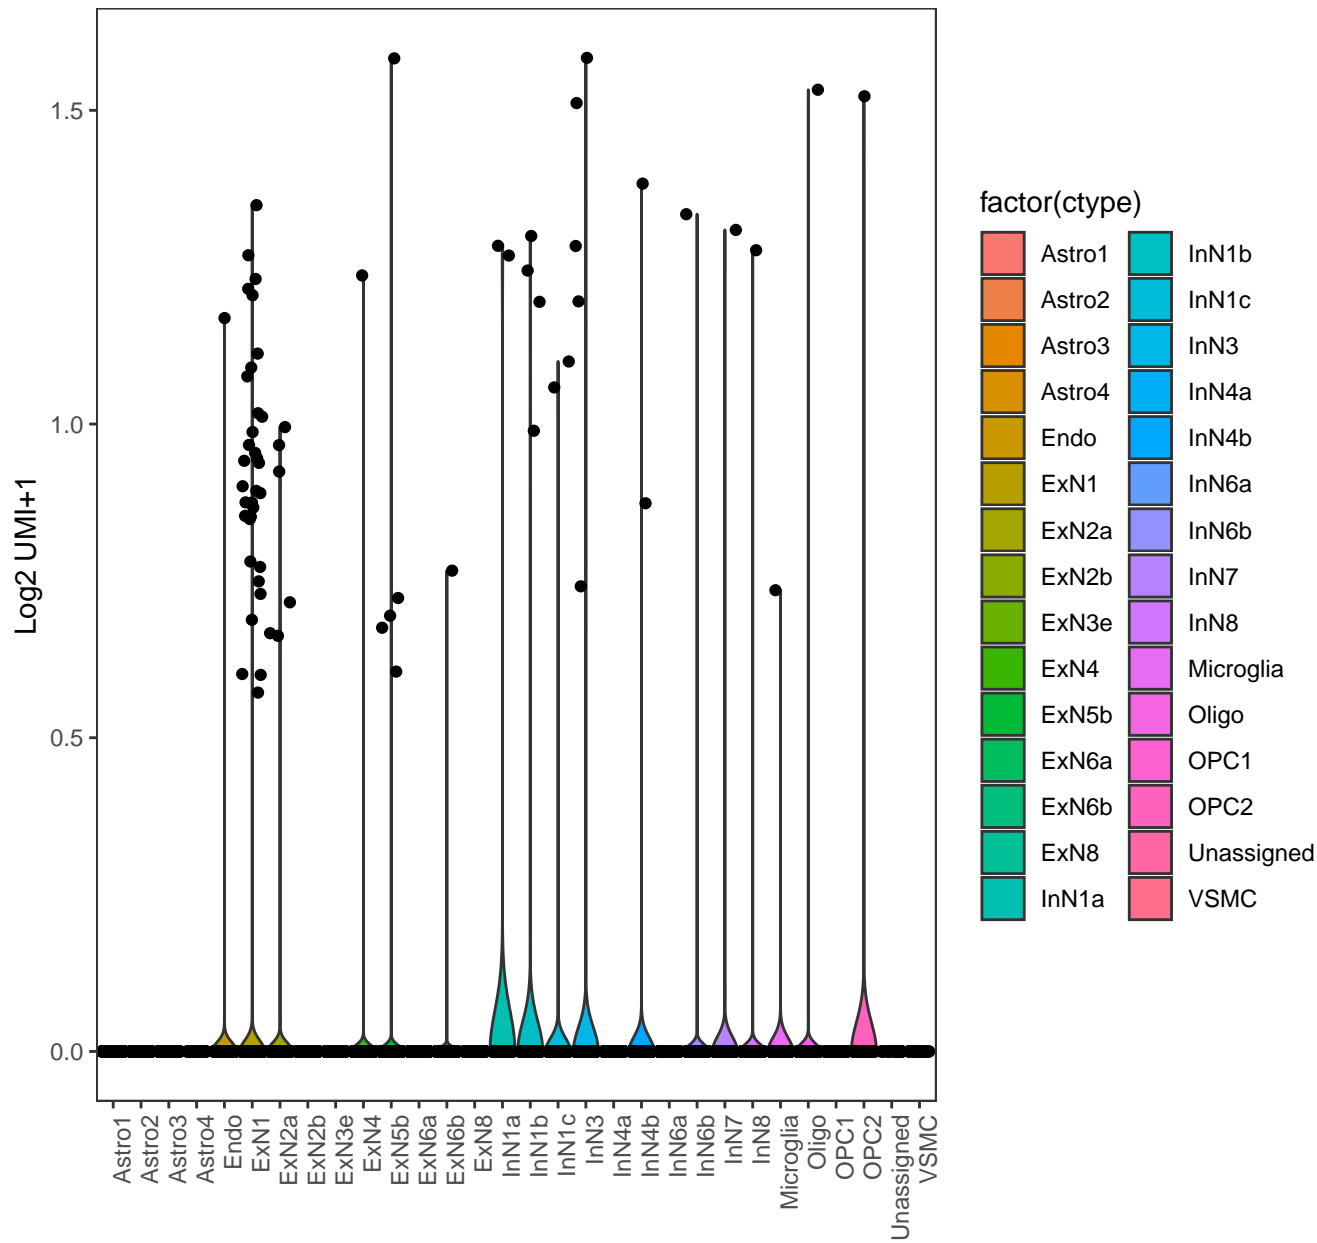 Log2 UMI+1
1.5
1.0
0.5
0.0
Astro1
Astro2
Astro3
Astro4
Endo
ExN1
ExN2a
ExN2b
ExN3e
ExN4
ExN5b
ExN6a
ExN6b
ExN8
InN1a
InN1b
InN1c
InN3
InN4a
InN4b
InN6a
InN6b
InN7
InN8
Microglia
Oligo
OPC1
OPC2
Unassigned
VSMC
factor(ctype)
Astro1
Astro2
Astro3
Astro4
Endo
ExN1
ExN2a
ExN2b
ExN3e
ExN4
ExN5b
ExN6a
ExN6b
ExN8
InN1a
InN1b
InN1c
InN3
InN4a
InN4b
InN6a
InN6b
InN7
InN8
Microglia
Oligo
OPC1
OPC2
Unassigned
VSMC